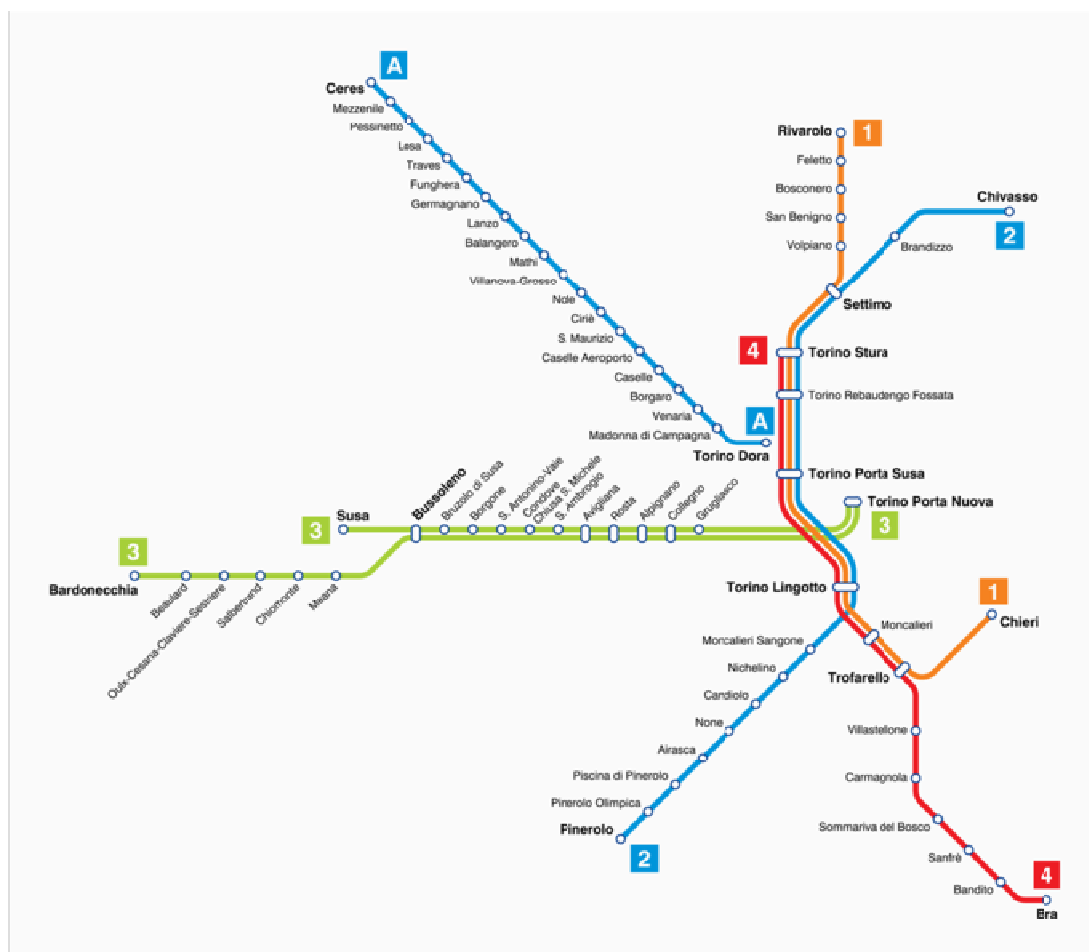 A
Ceres
Mezzenile
Pessinetto
Losa
Traves
Funghera
Germagnano
Lanzo
Balangero
Mathi
Villanova-Grosso
Nole
Ciriè
S. Maurizio
Caselle Aeroporto
Caselle
Borgaro
Venaria
Madonna di Campagna
A
Torino Dora
Rivarolo
1
Feletto
Bosconero
San Benigno
Volpiano
Chivasso
2
Brandizzo
Settimo
4
Torino Stura
Torino Rebaudengo Fossata
Torino Porta Susa
Torino Porta Nuova
3
Susa
3
Bussoleno
Bruzolo di Susa
Borgone
S. Antonino-Vaie
Condove
Chiusa S. Michele
S. Ambrogio
Avigliana
Rosta
Alpignano
Collegno
Grugliasco
3
Bardonecchia
Beaulard
Oulx-Cesana-Claviere-Sestriere
Salbertrand
Chiomonte
Meana
Torino Lingotto
1
Chieri
Moncalieri
Trofarello
Moncalieri Sangone
Nichelino
Candiolo
None
Airasca
Piscina di Pinerolo
Pinerolo Olimpica
Pinerolo
2
Villastellone
Carmagnola
Sommariva del Bosco
Sanfrè
Bandito
4
Bra